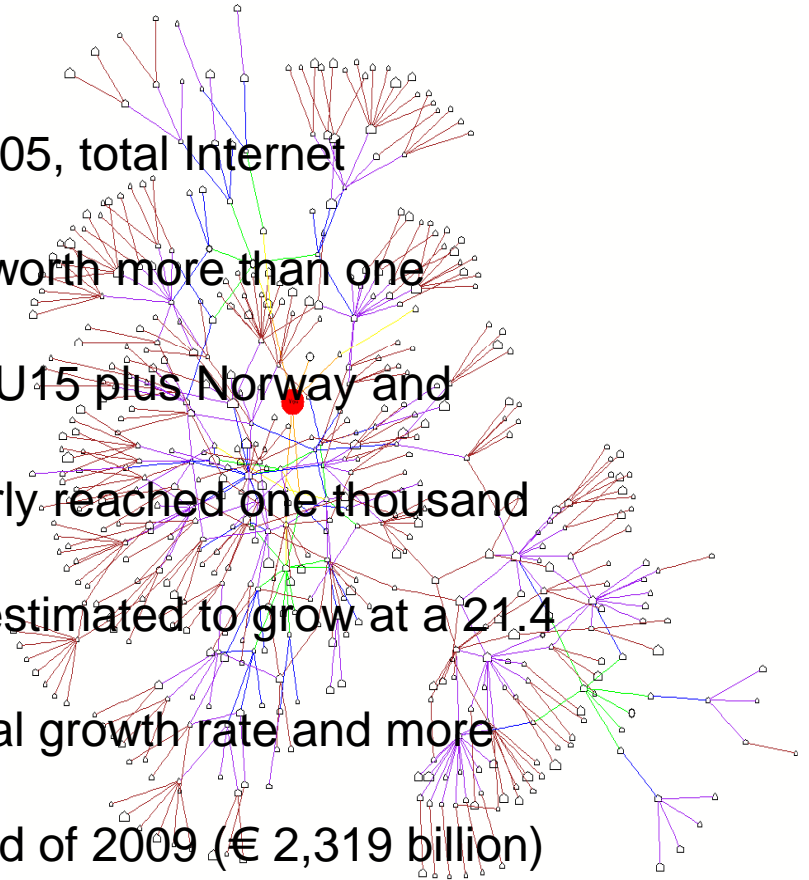 05, total Internet
worth more than one
U15 plus Norway and
rly reached one thousand
estimated to grow at a 21.4
al growth rate and more
d of 2009 (€ 2,319 billion)